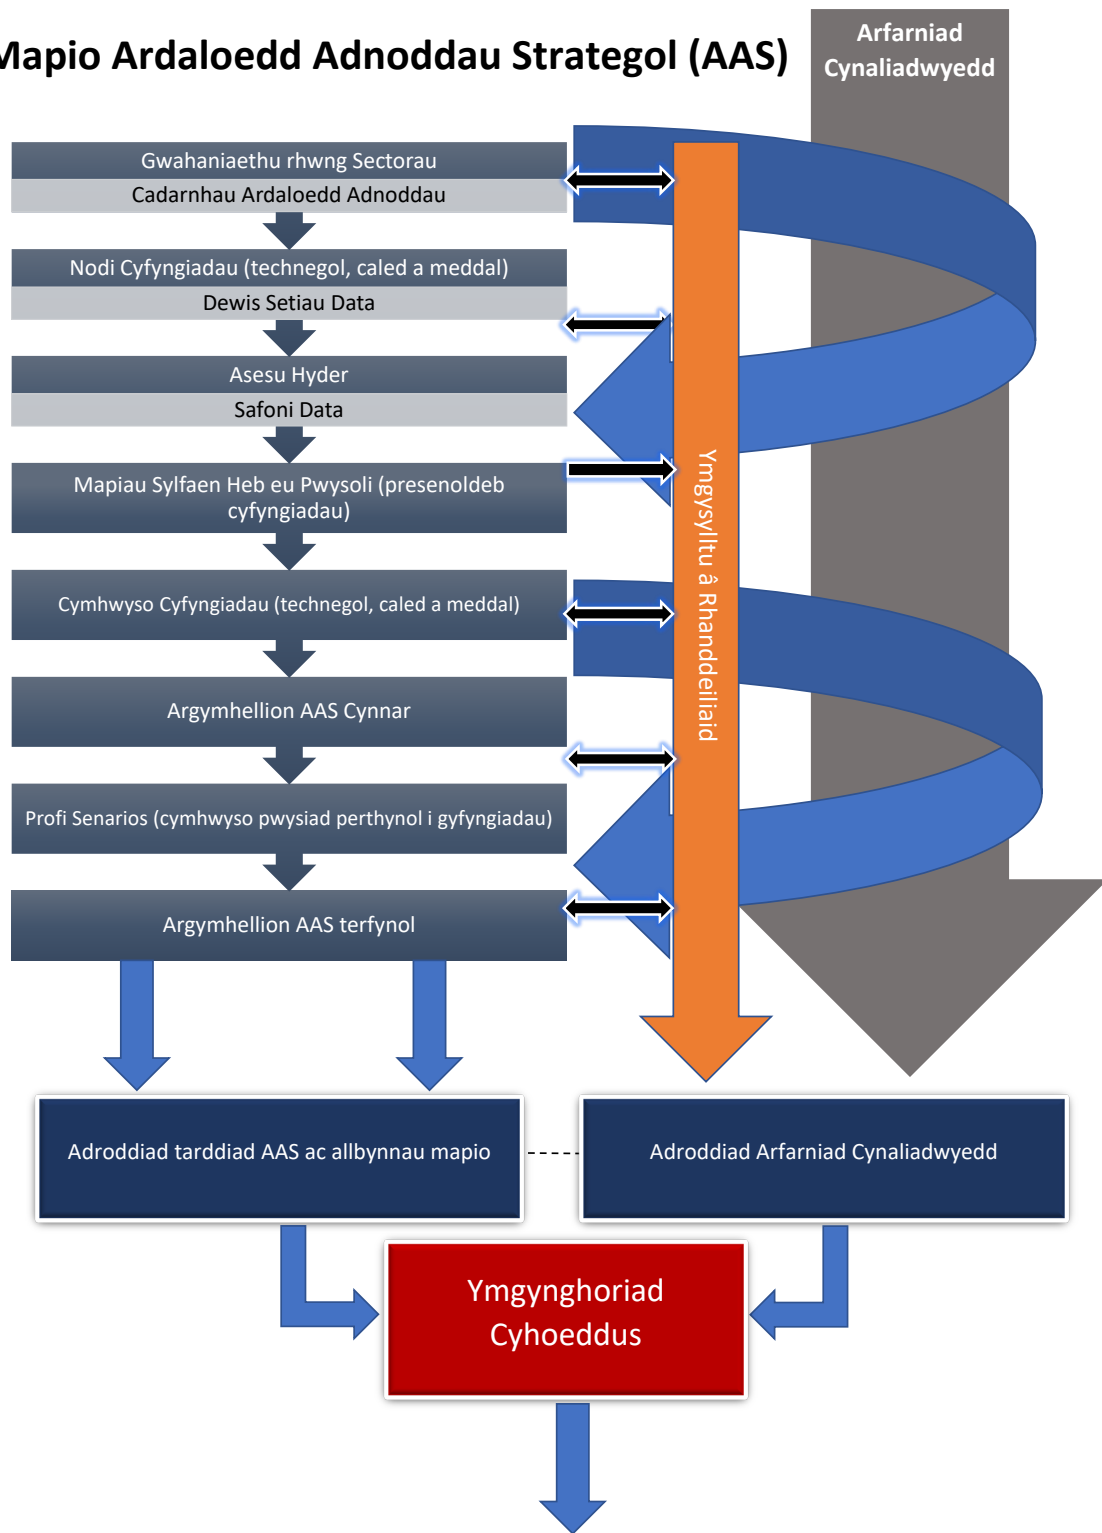 Mapio Ardaloedd Adnoddau Strategol (AAS)
Arfarniad
Cynaliadwyedd
Gwahaniaethu rhwng Sectorau
Cadarnhau Ardaloedd Adnoddau
Nodi Cyfyngiadau (technegol, caled a meddal)
Dewis Setiau Data
Asesu Hyder
Safoni Data
Mapiau Sylfaen Heb eu Pwysoli (presenoldeb
cyfyngiadau)
Cymhwyso Cyfyngiadau (technegol, caled a meddal)
Argymhellion AAS Cynnar
Profi Senarios (cymhwyso pwysiad perthynol i gyfyngiadau)
Argymhellion AAS terfynol
Ymgysylltu â Rhanddeiliaid
Adroddiad tarddiad AAS ac allbynnau mapio
Adroddiad Arfarniad Cynaliadwyedd
Ymgynghoriad
Cyhoeddus